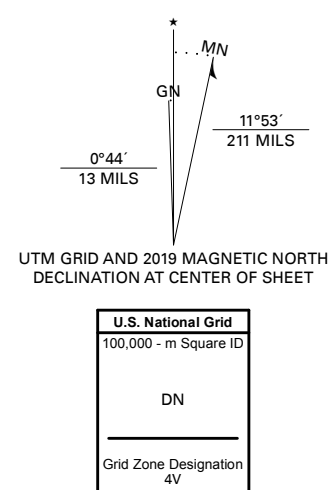 ★
MN
GN
11°53´
211 MILS
0°44´
13 MILS
UTM GRID AND 2019 MAGNETIC NORTH
DECLINATION AT CENTER OF SHEET
U.S. National Grid
100,000 - m Square ID
DN
Grid Zone Designation
4V